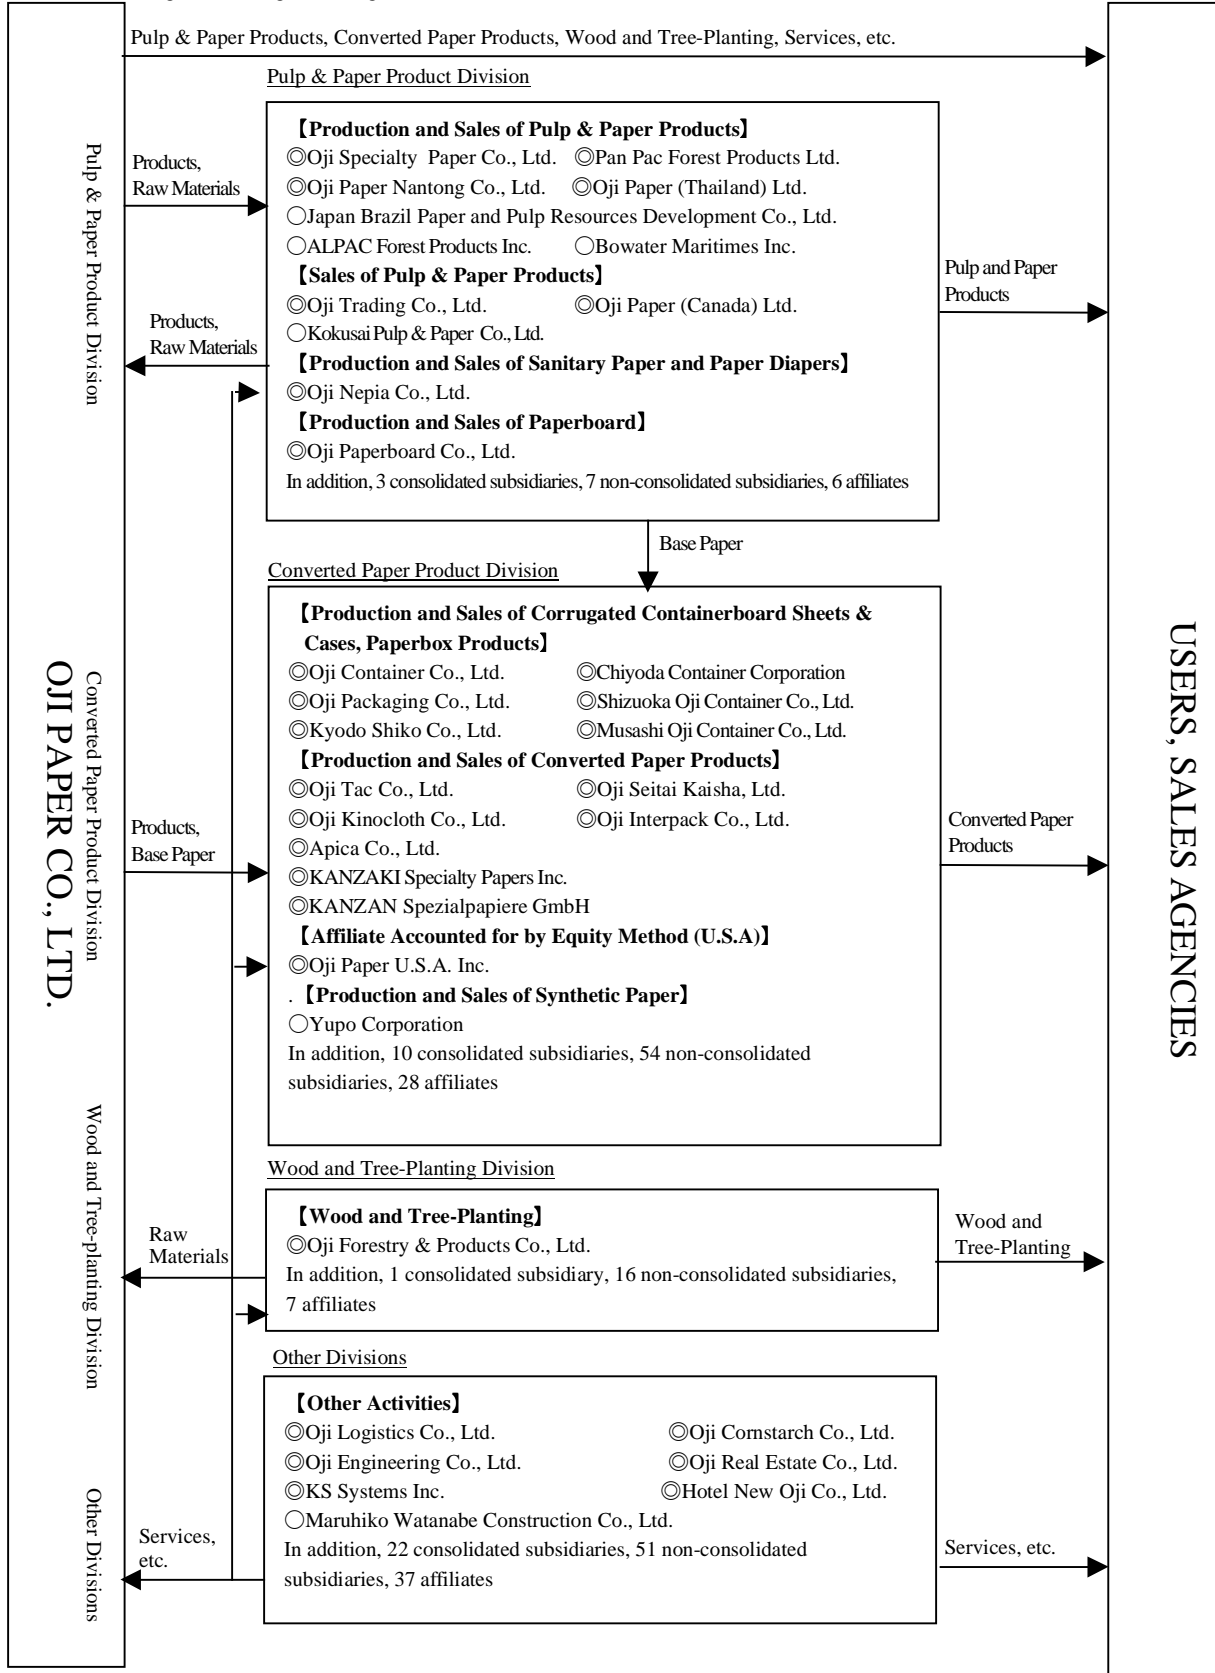 Pulp & Paper Products, Converted Paper Products, Wood and Tree-Planting, Services, etc.
Pulp & Paper Product Division
【Production and Sales of Pulp & Paper Products】
◎Oji Specialty Paper Co., Ltd. ◎Pan Pac Forest Products Ltd.
◎Oji Paper Nantong Co., Ltd. ◎Oji Paper (Thailand) Ltd.
○Japan Brazil Paper and Pulp Resources Development Co., Ltd.
○ALPAC Forest Products Inc. ○Bowater Maritimes Inc.
【Sales of Pulp & Paper Products】
◎Oji Trading Co., Ltd. ◎Oji Paper (Canada) Ltd.
○Kokusai Pulp & Paper Co., Ltd.
【Production and Sales of Sanitary Paper and Paper Diapers】
◎Oji Nepia Co., Ltd.
【Production and Sales of Paperboard】
◎Oji Paperboard Co., Ltd.
In addition, 3 consolidated subsidiaries, 7 non-consolidated subsidiaries, 6 affiliates
Products,
Raw Materials
Products,
Raw Materials
Pulp and Paper
Products
Base Paper
Converted Paper Product Division
【Production and Sales of Corrugated Containerboard Sheets &
Cases, Paperbox Products】
◎Oji Container Co., Ltd. ◎Chiyoda Container Corporation
◎Oji Packaging Co., Ltd. ◎Shizuoka Oji Container Co., Ltd.
◎Kyodo Shiko Co., Ltd. ◎Musashi Oji Container Co., Ltd.
【Production and Sales of Converted Paper Products】
◎Oji Tac Co., Ltd. ◎Oji Seitai Kaisha, Ltd.
◎Oji Kinocloth Co., Ltd. ◎Oji Interpack Co., Ltd.
◎Apica Co., Ltd.
◎KANZAKI Specialty Papers Inc.
◎KANZAN Spezialpapiere GmbH
【Affiliate Accounted for by Equity Method (U.S.A)】
◎Oji Paper U.S.A. Inc.
.【Production and Sales of Synthetic Paper】
○Yupo Corporation
In addition, 10 consolidated subsidiaries, 54 non-consolidated
subsidiaries, 28 affiliates
Products,
Base Paper
Converted Paper
Products
Wood and Tree-Planting Division
【Wood and Tree-Planting】
◎Oji Forestry & Products Co., Ltd.
In addition, 1 consolidated subsidiary, 16 non-consolidated subsidiaries,
7 affiliates
Raw
Materials
Wood and
Tree-Planting
Other Divisions
【Other Activities】
◎Oji Logistics Co., Ltd. ◎Oji Cornstarch Co., Ltd.
◎Oji Engineering Co., Ltd. ◎Oji Real Estate Co., Ltd.
◎KS Systems Inc. ◎Hotel New Oji Co., Ltd.
○Maruhiko Watanabe Construction Co., Ltd.
In addition, 22 consolidated subsidiaries, 51 non-consolidated
subsidiaries, 37 affiliates
Services,
etc.
Services, etc.
Pulp & Paper Product Division
Converted Paper Product Division
Wood and Tree-planting Division
Other Divisions
OJI PAPER CO., LTD.
USERS, SALES AGENCIES